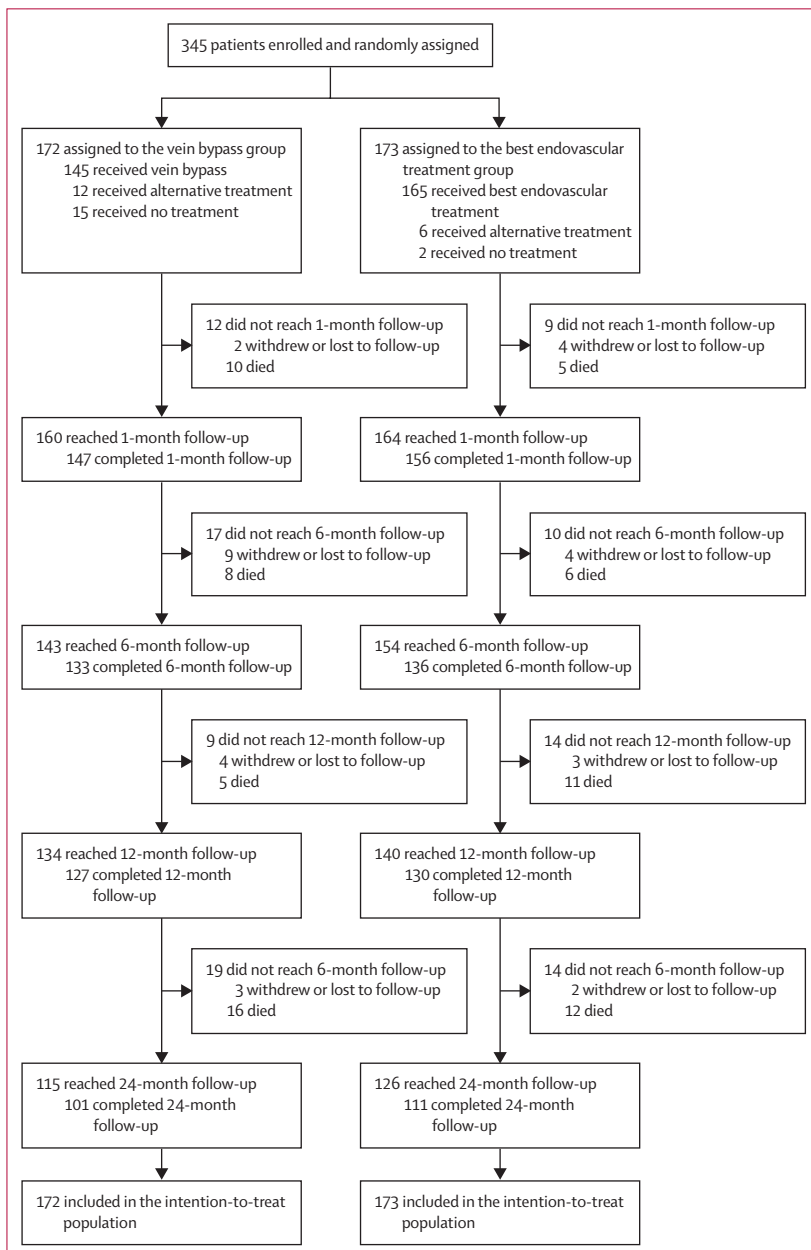 345 patients enrolled and randomly assigned
172 assigned to the vein bypass group
145 received vein bypass
12 received alternative treatment
15 received no treatment
173 assigned to the best endovascular
treatment group
165 received best endovascular
treatment
6 received alternative treatment
2 received no treatment
12 did not reach 1-month follow-up
2 withdrew or lost to follow-up
10 died
9 did not reach 1-month follow-up
4 withdrew or lost to follow-up
5 died
160 reached 1-month follow-up
147 completed 1-month follow-up
164 reached 1-month follow-up
156 completed 1-month follow-up
17 did not reach 6-month follow-up
9 withdrew or lost to follow-up
8 died
10 did not reach 6-month follow-up
4 withdrew or lost to follow-up
6 died
143 reached 6-month follow-up
133 completed 6-month follow-up
154 reached 6-month follow-up
136 completed 6-month follow-up
9 did not reach 12-month follow-up
4 withdrew or lost to follow-up
5 died
14 did not reach 12-month follow-up
3 withdrew or lost to follow-up
11 died
134 reached 12-month follow-up
127 completed 12-month
follow-up
140 reached 12-month follow-up
130 completed 12-month
follow-up
19 did not reach 6-month follow-up
3 withdrew or lost to follow-up
16 died
14 did not reach 6-month follow-up
2 withdrew or lost to follow-up
12 died
115 reached 24-month follow-up
101 completed 24-month
follow-up
126 reached 24-month follow-up
111 completed 24-month
follow-up
172 included in the intention-to-treat
population
173 included in the intention-to-treat
population